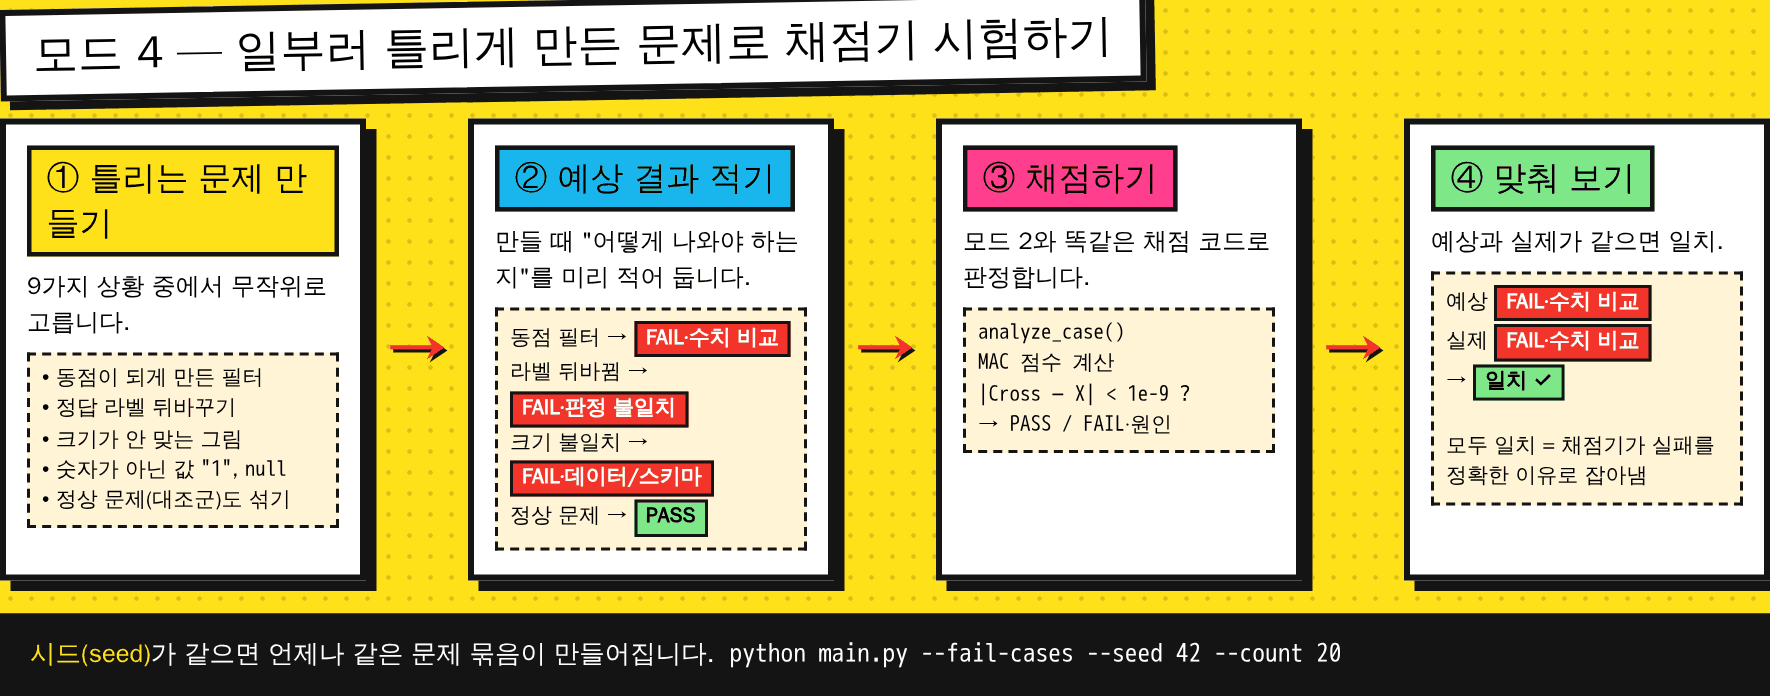 모드 4 — 일부러 틀리게 만든 문제로 채점기 시험하기
① 틀리는 문제 만
들기
9가지 상황 중에서 무작위로
고릅니다.
• 동점이 되게 만든 필터
• 정답 라벨 뒤바꾸기
• 크기가 안 맞는 그림
• 숫자가 아닌 값 "1", null
• 정상 문제(대조군)도 섞기
② 예상 결과 적기
만들 때 "어떻게 나와야 하는
지"를 미리 적어 둡니다.
동점 필터 → FAIL·수치 비교
라벨 뒤바뀜 →
FAIL·판정 불일치
크기 불일치 →
FAIL·데이터/스키마
정상 문제 → PASS
③ 채점하기
모드 2와 똑같은 채점 코드로
판정합니다.
analyze_case()
MAC 점수 계산
|Cross − X| < 1e-9 ?
→ PASS / FAIL·원인
④ 맞춰 보기
예상과 실제가 같으면 일치.
예상 FAIL·수치 비교
실제 FAIL·수치 비교
→ 일치 ✓
모두 일치 = 채점기가 실패를
정확한 이유로 잡아냄
시드(seed)가 같으면 언제나 같은 문제 묶음이 만들어집니다. python main.py --fail-cases --seed 42 --count 20